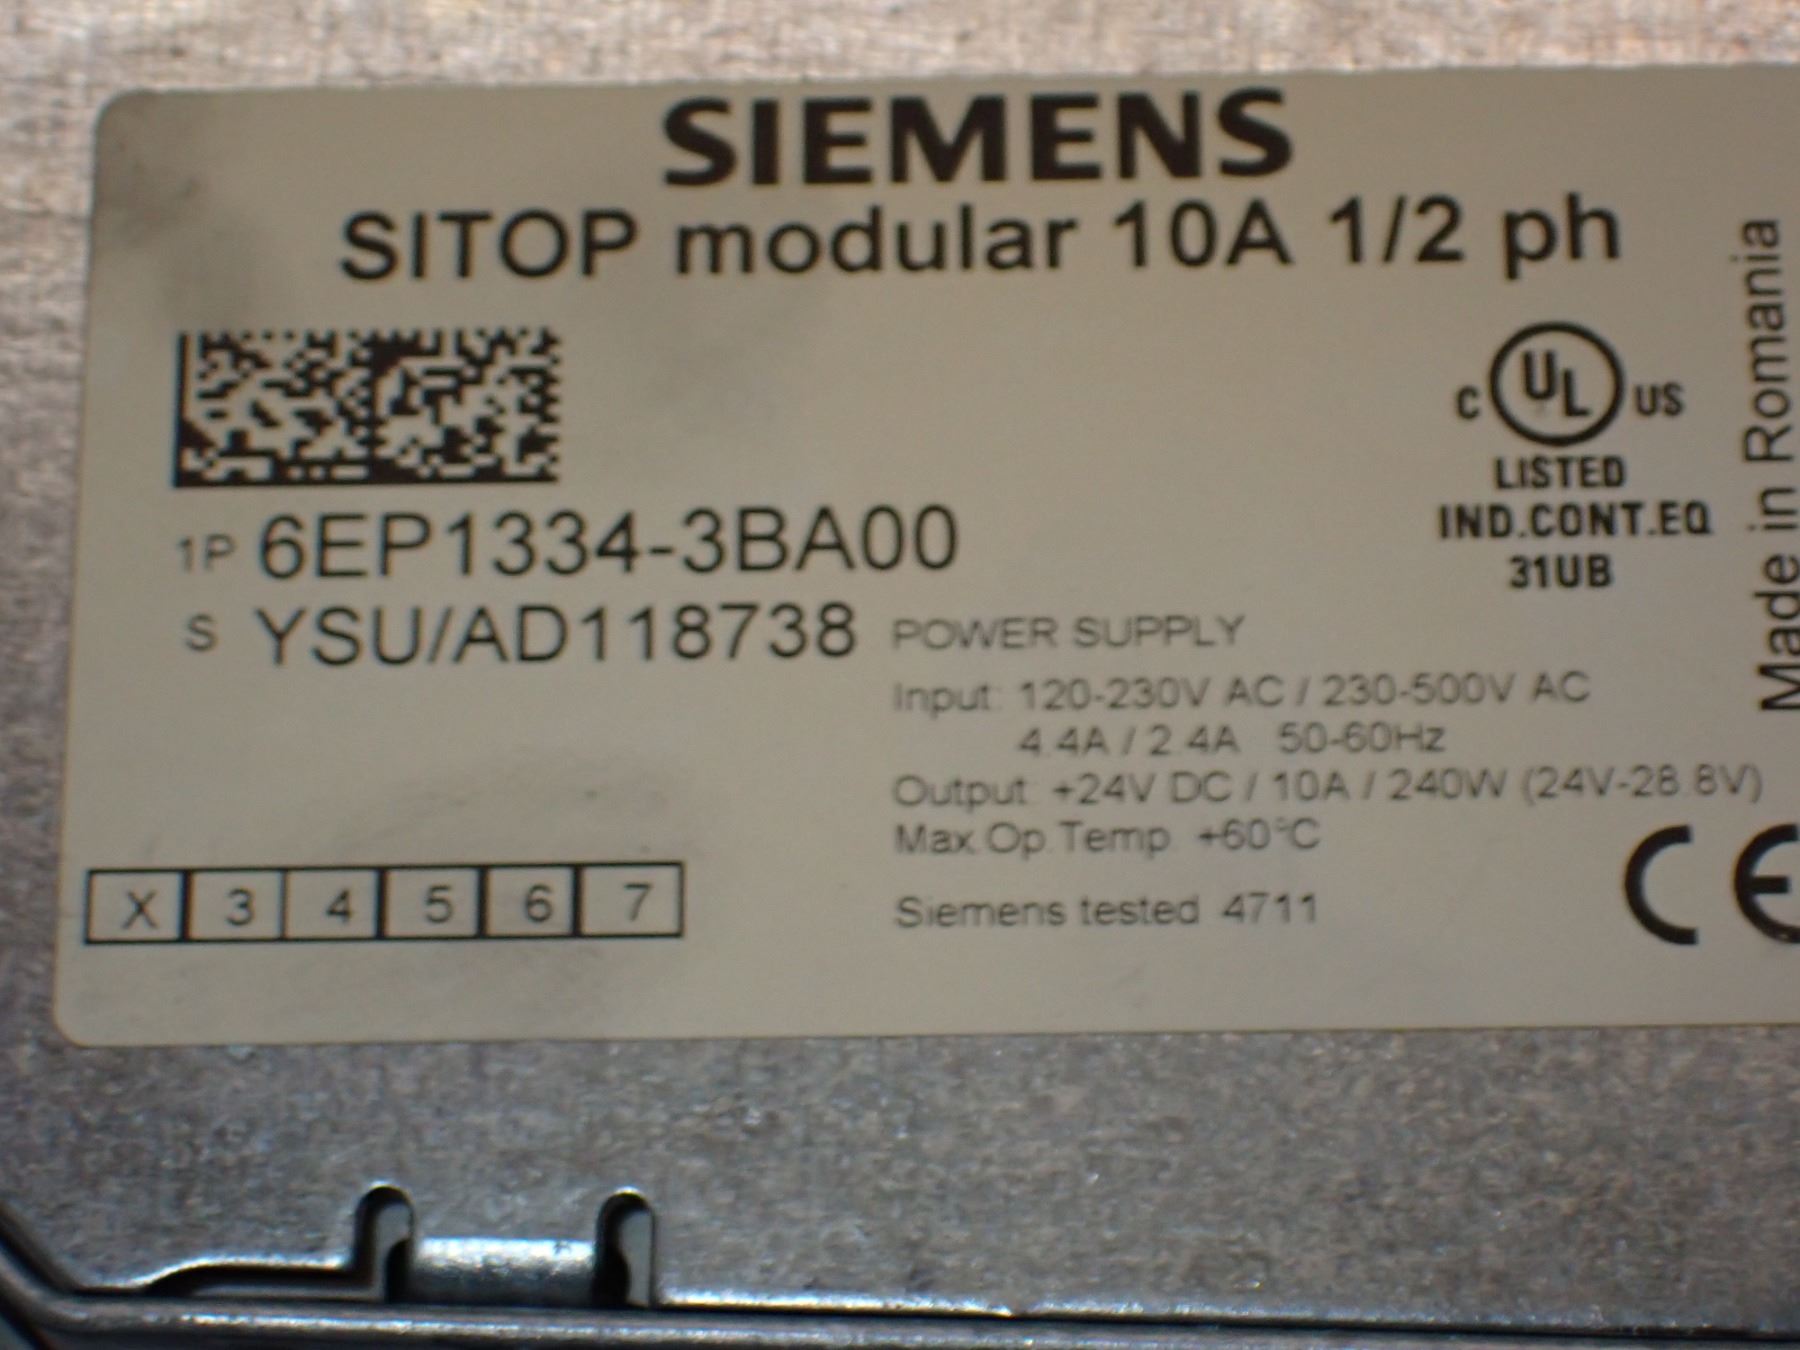 SIEMENS
SITOP modular 10A 1/2 ph
C UL US
LISTED
IND.CONT.EQ
31UB
Made in Romania
1P 6EP1334-3BA00
S YSU/AD118738
POWER SUPPLY
Input: 120-230V AC / 230-500V AC
4.4A / 2.4A 50-60Hz
Output: +24V DC / 10A / 240W (24V-28.8V)
Max.Op.Temp. +60°C
Siemens tested 4711
X 3 4 5 6 7
CE